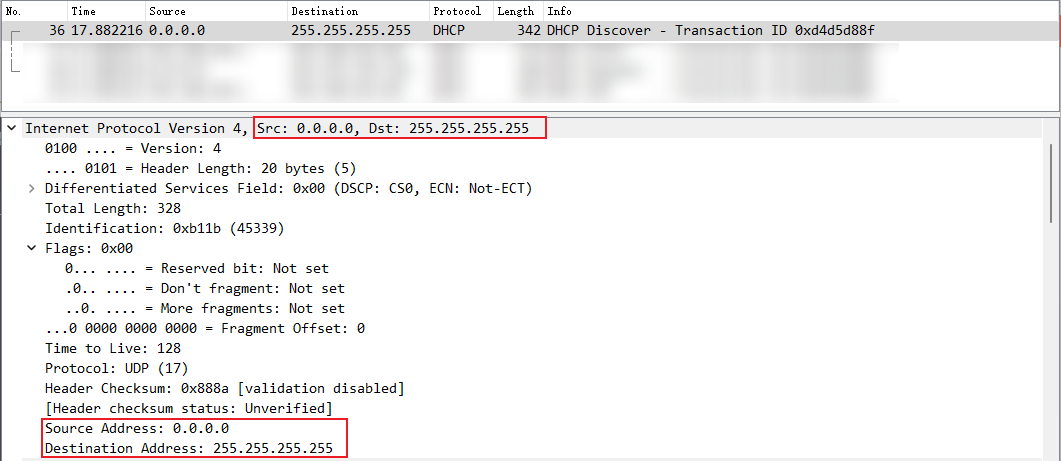 No. Time Source Destination Protocol Length Info
36 17.882216 0.0.0.0 255.255.255.255 DHCP 342 DHCP Discover - Transaction ID 0xd4d5d88f
Internet Protocol Version 4, Src: 0.0.0.0, Dst: 255.255.255.255
0100 .... = Version: 4
.... 0101 = Header Length: 20 bytes (5)
Differentiated Services Field: 0x00 (DSCP: CS0, ECN: Not-ECT)
Total Length: 328
Identification: 0xb11b (45339)
Flags: 0x00
0... .... = Reserved bit: Not set
.0.. .... = Don't fragment: Not set
..0. .... = More fragments: Not set
...0 0000 0000 0000 = Fragment Offset: 0
Time to Live: 128
Protocol: UDP (17)
Header Checksum: 0x888a [validation disabled]
[Header checksum status: Unverified]
Source Address: 0.0.0.0
Destination Address: 255.255.255.255